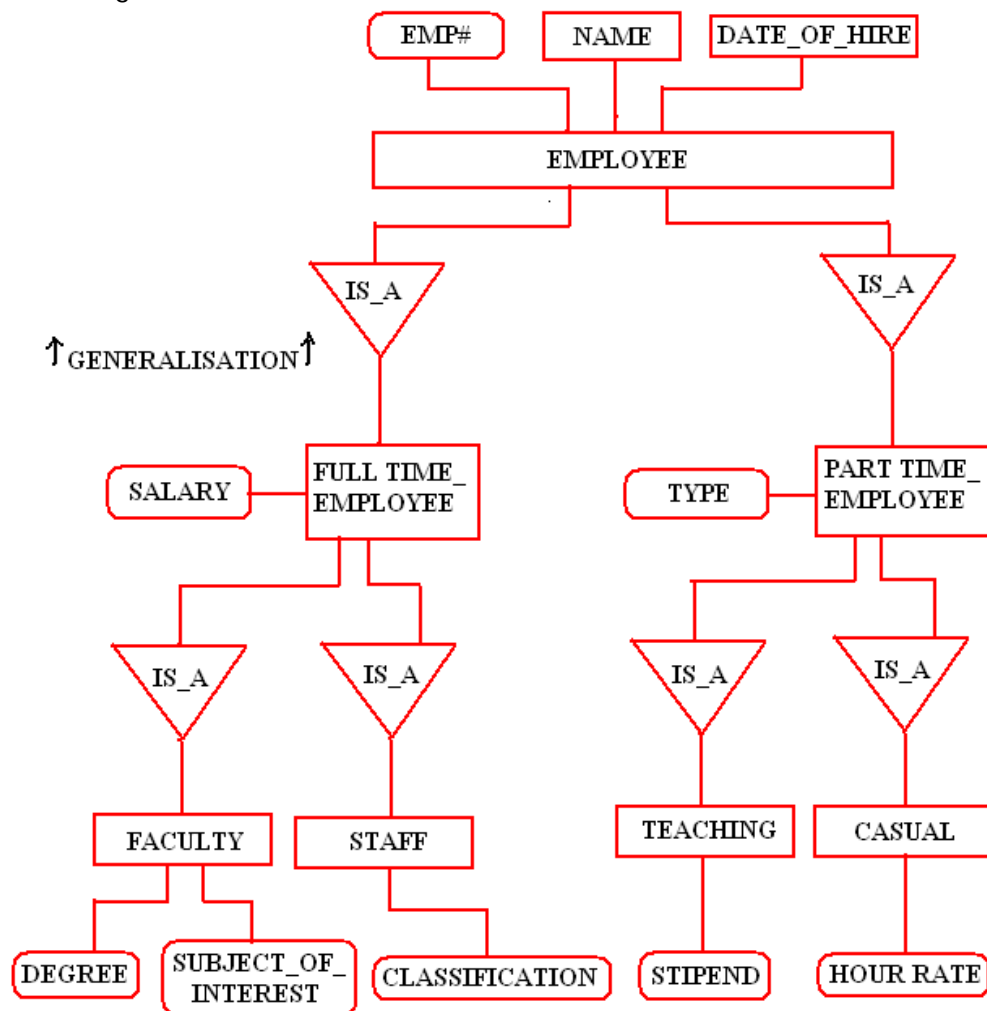 EMP#
NAME
DATE_OF_HIRE
EMPLOYEE
IS_A
IS_A
↑GENERALISATION↑
SALARY
FULL TIME_
EMPLOYEE
TYPE
PART TIME_
EMPLOYEE
IS_A
IS_A
IS_A
IS_A
FACULTY
STAFF
TEACHING
CASUAL
DEGREE
SUBJECT_OF_
INTEREST
CLASSIFICATION
STIPEND
HOUR RATE